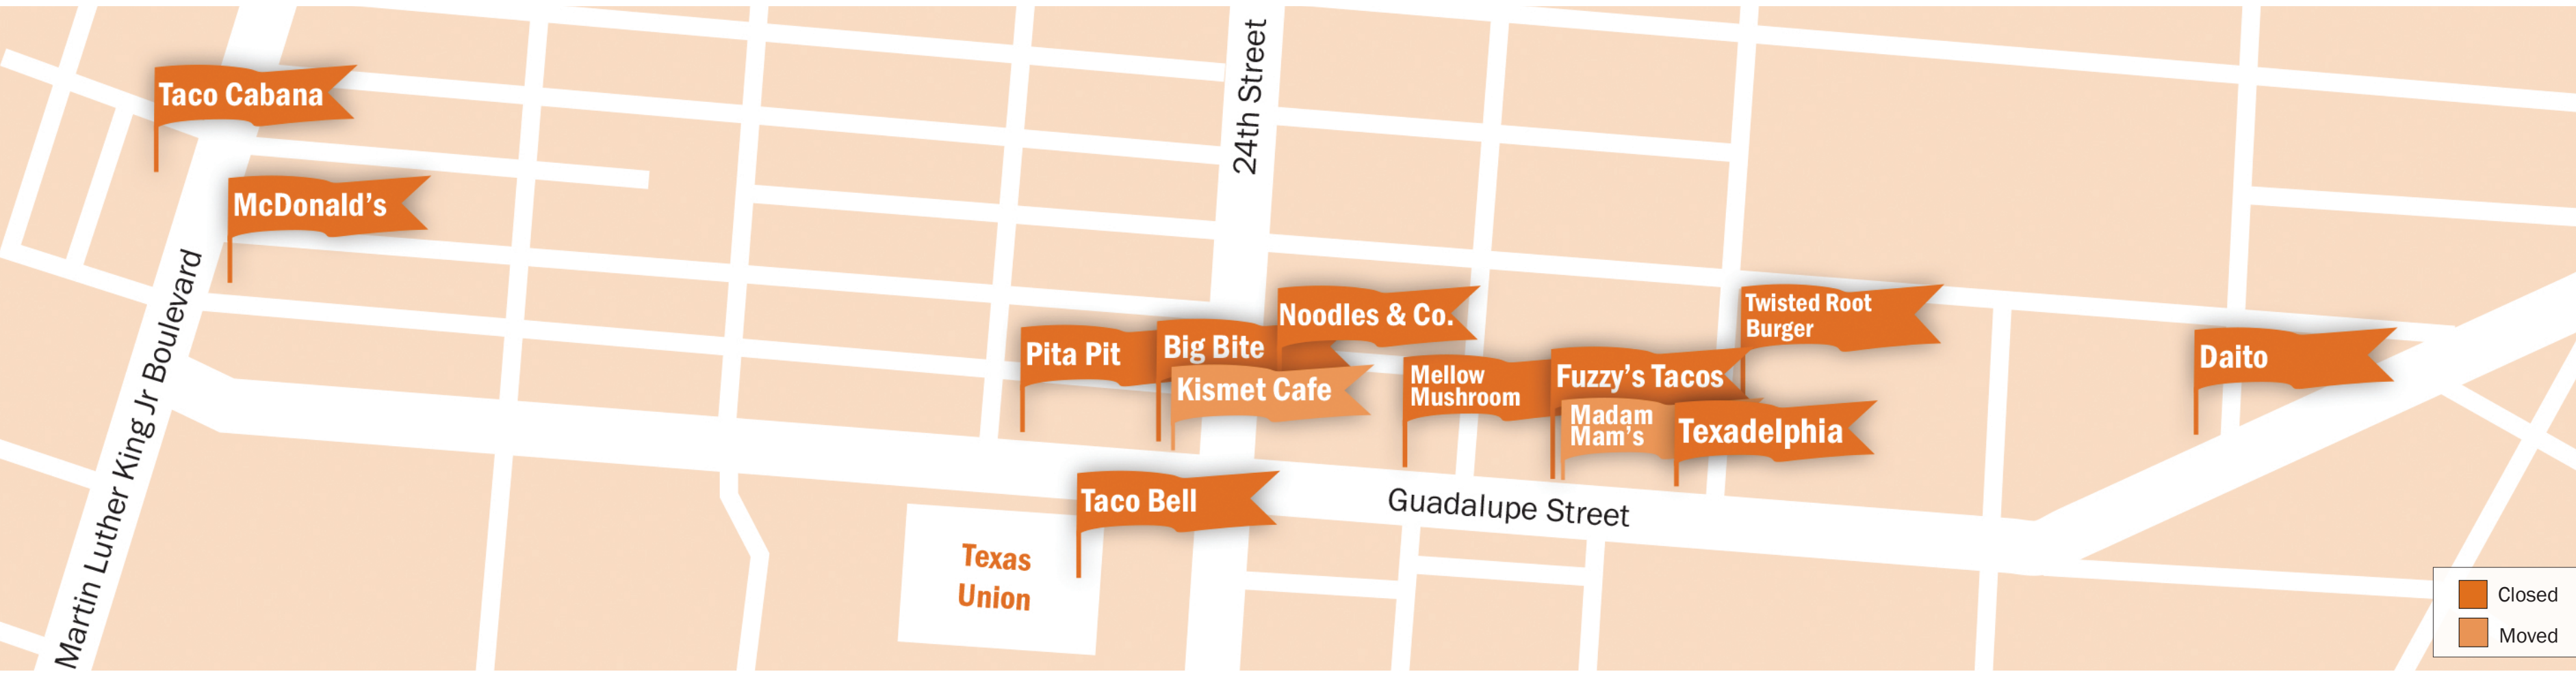 24th Street
Taco Cabana
McDonald's
Martin Luther King Jr Boulevard
Noodles & Co.
Twisted Root
Burger
Pita Pit
Big Bite
Kismet Cafe
Mellow
Mushroom
Fuzzy's Tacos
Madam
Mam's
Texadelphia
Daito
Taco Bell
Guadalupe Street
Texas
Union
Closed
Moved